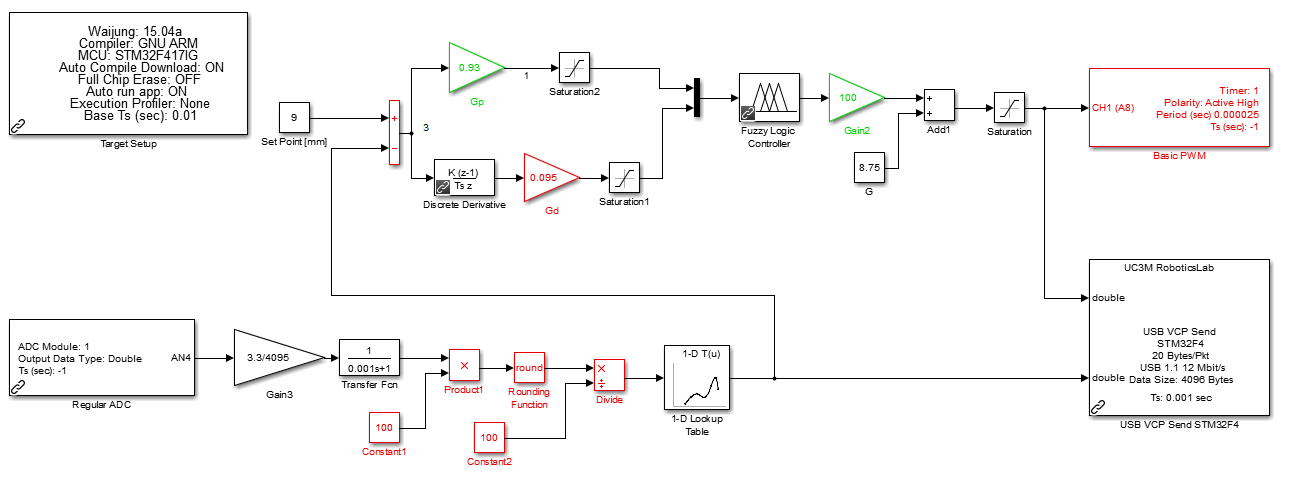 Waijung: 15.04a
Compiler: GNU ARM
MCU: STM32F417IG
Auto Compile Download: ON
Full Chip Erase: OFF
Auto run app: ON
Execution Profiler: None
Base Ts (sec): 0.01
Target Setup
9
Set Point [mm]
+
−
3
0.93
Gp
1
Saturation2
K (z-1)
Ts z
Discrete Derivative
0.095
Gd
Saturation1
Fuzzy Logic
Controller
100
Gain2
8.75
G
+
+
Add1
Saturation
CH1 (A8)
Timer: 1
Polarity: Active High
Period (sec) 0.000025
Ts (sec): -1
Basic PWM
ADC Module: 1
Output Data Type: Double
Ts (sec): -1
AN4
Regular ADC
3.3/4095
Gain3
1
0.001s+1
Transfer Fcn
×
Product1
100
Constant1
round
Rounding
Function
100
Constant2
×
÷
Divide
1-D T(u)
1-D Lookup
Table
UC3M RoboticsLab
double
USB VCP Send
STM32F4
20 Bytes/Pkt
USB 1.1 12 Mbit/s
double
Data Size: 4096 Bytes
Ts: 0.001 sec
USB VCP Send STM32F4